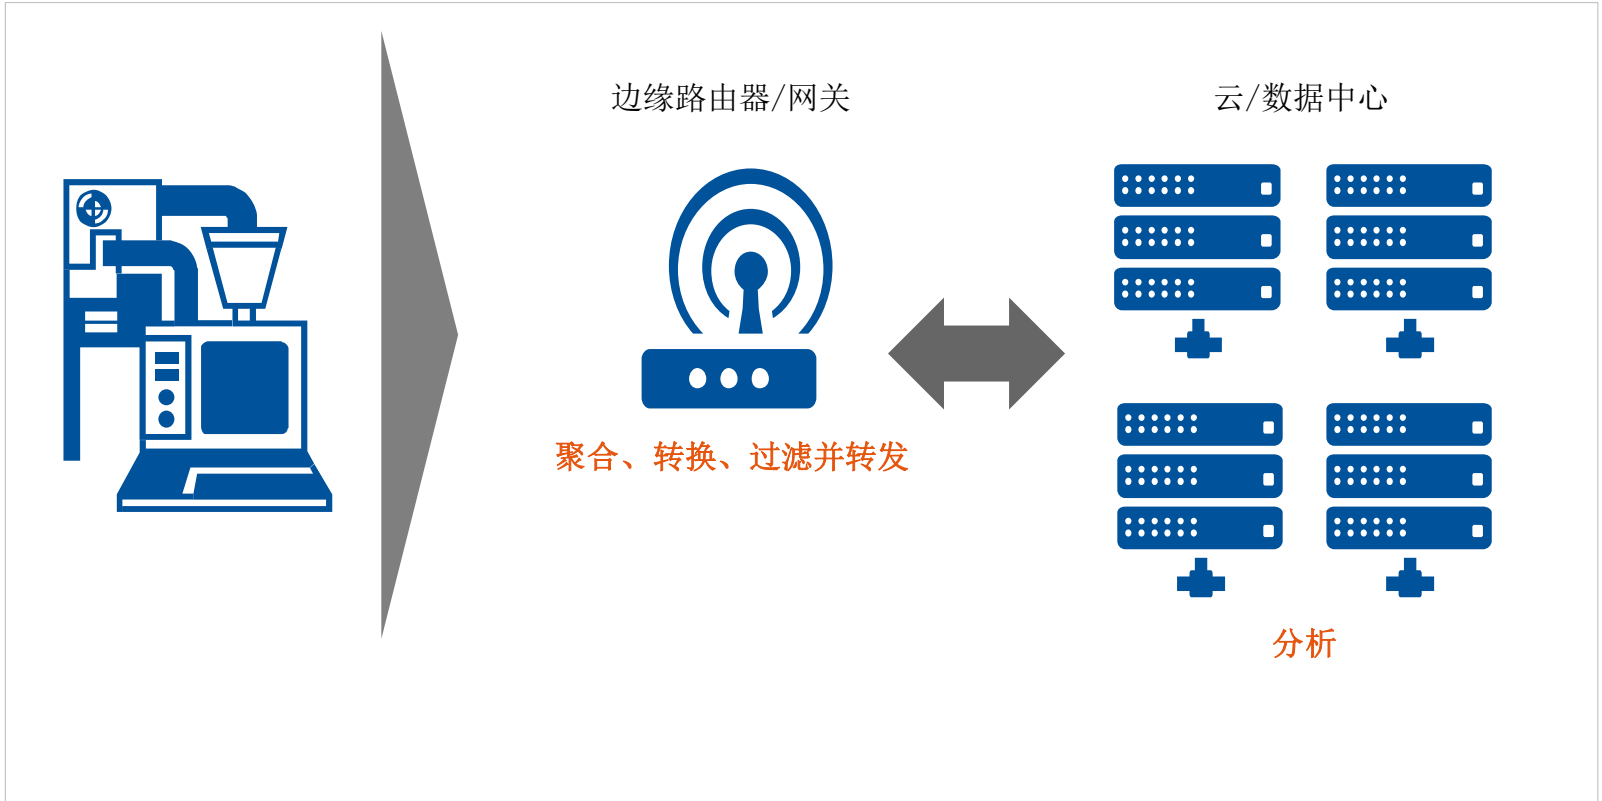 边缘路由器/网关
云/数据中心
聚合、转换、过滤并转发
分析